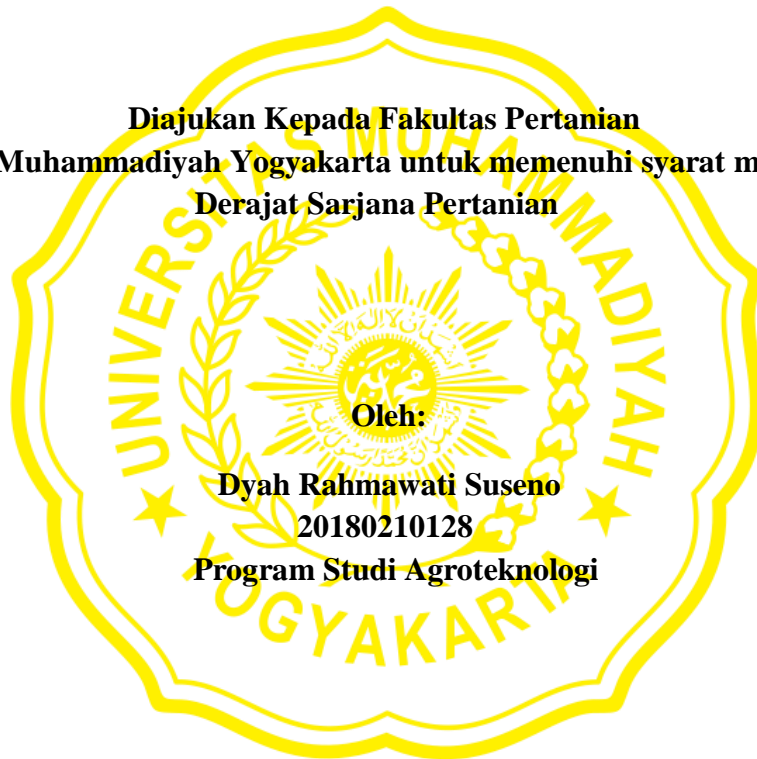 Diajukan Kepada Fakultas Pertanian
Muhammadiyah Yogyakarta untuk memenuhi syarat m
Derajat Sarjana Pertanian
UNIVERSITAS MUHAMMADIYAH
Oleh:
Dyah Rahmawati Suseno
20180210128
Program Studi Agroteknologi
YOGYAKARTA